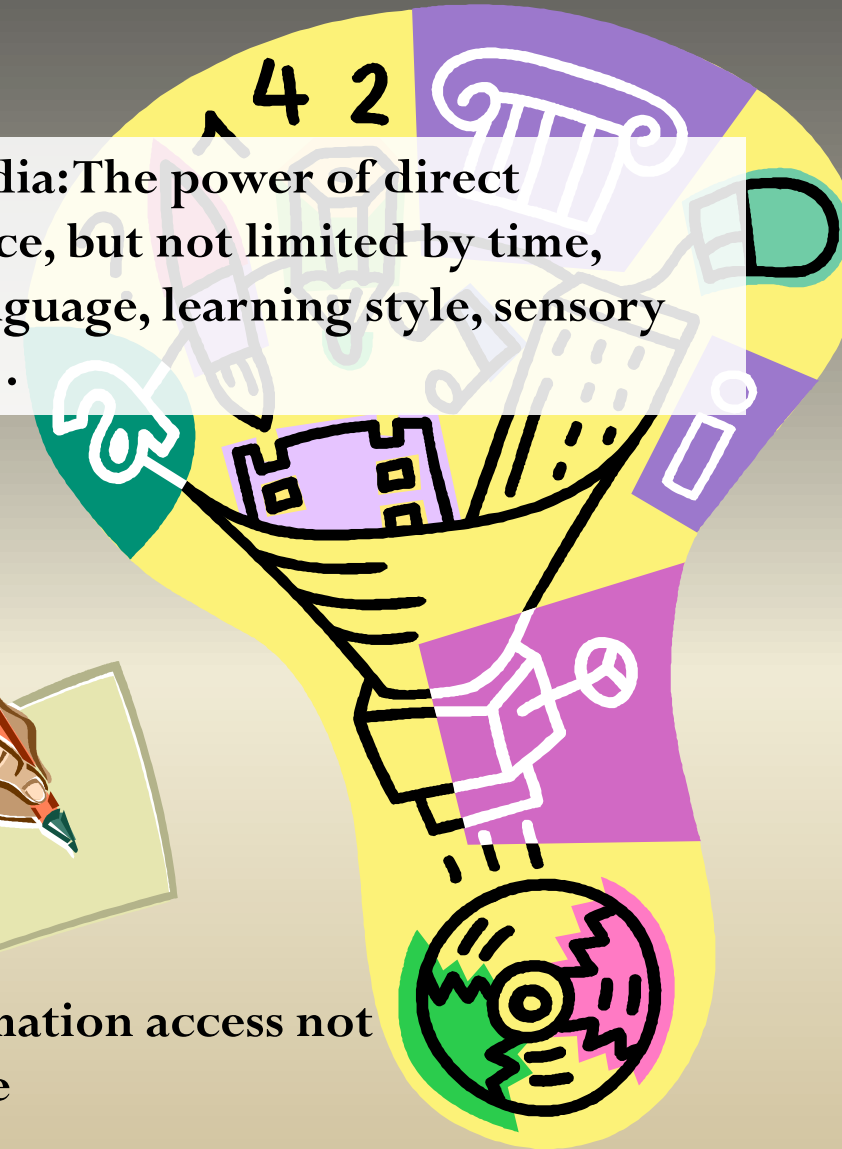 4 2
dia: The power of direct
ce, but not limited by time,
guage, learning style, sensory
.
i
nation access not
e